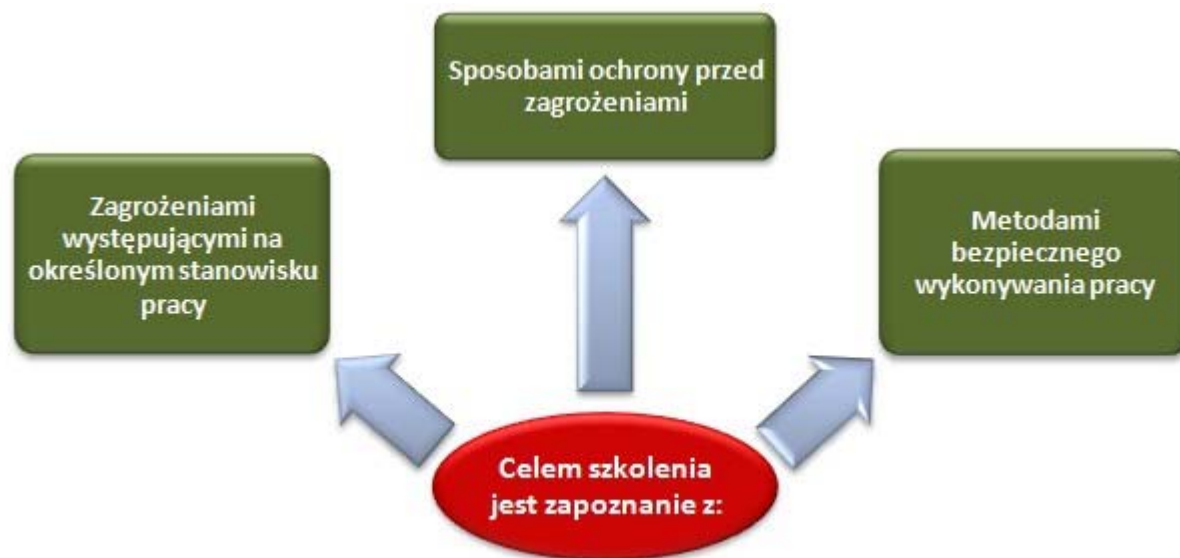 Sposobami ochrony przed
zagrożeniami
Zagrożeniami
występującymi na
określonym stanowisku
pracy
Metodami
bezpiecznego
wykonywania pracy
Celem szkolenia
jest zapoznanie z: